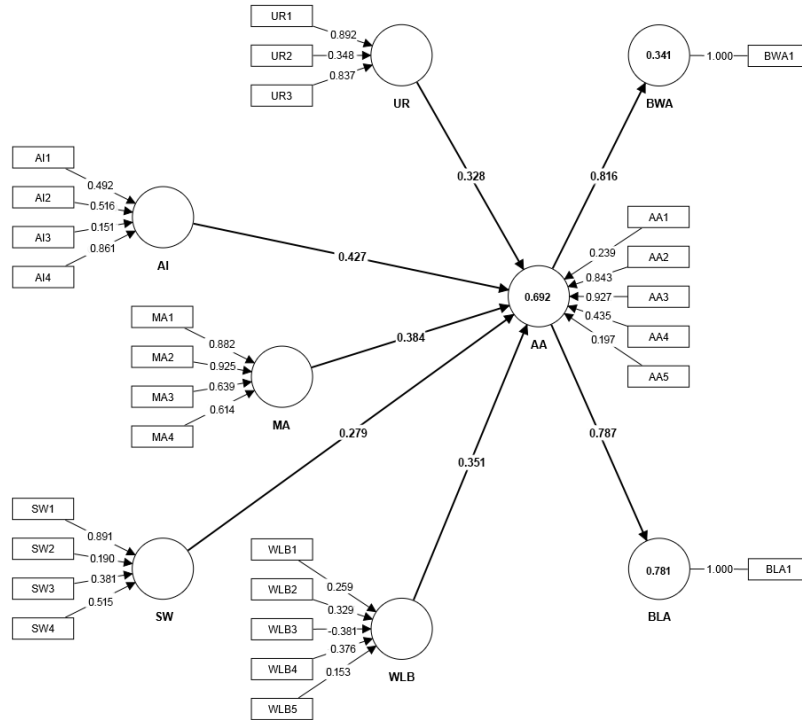 UR1
0.892
UR2
0.348
UR3
0.837
UR
0.341
1.000
BWA1
BWA
AI1
0.492
AI2
0.516
AI3
0.151
AI4
0.861
AI
0.328
0.816
0.427
AA1
0.239
AA2
0.843
AA3
0.927
AA4
0.435
AA5
0.197
0.692
AA
MA1
0.882
MA2
0.925
MA3
0.639
MA4
0.614
MA
0.384
0.279
0.351
0.787
SW1
0.891
SW2
0.190
SW3
0.381
SW4
0.515
SW
WLB1
0.259
WLB2
0.329
WLB3
-0.381
WLB4
0.376
WLB5
0.153
WLB
0.781
1.000
BLA1
BLA